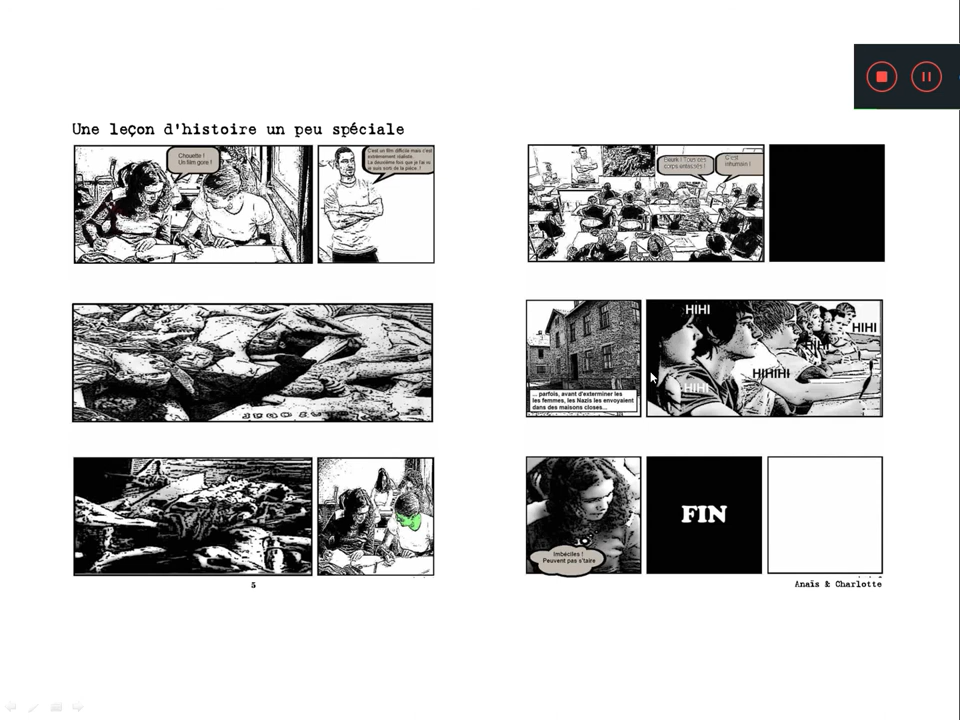 Une leçon d'histoire un peu spéciale
Chouette !
Un film gore !
C'est un film difficile mais c'est
extrêmement réaliste.
La deuxième fois que je l'ai vu
je suis sorti de la pièce. !
5
corps entassés !
C'est
inhumain !
... parfois, avant d'exterminer les
les femmes, les Nazis les envoyaient
dans des maisons closes...
HIHI
HIHI
HIHI
HIHIHI
HIHI
Imbéciles !
Peuvent pas s'taire
FIN
Anaïs & Charlotte